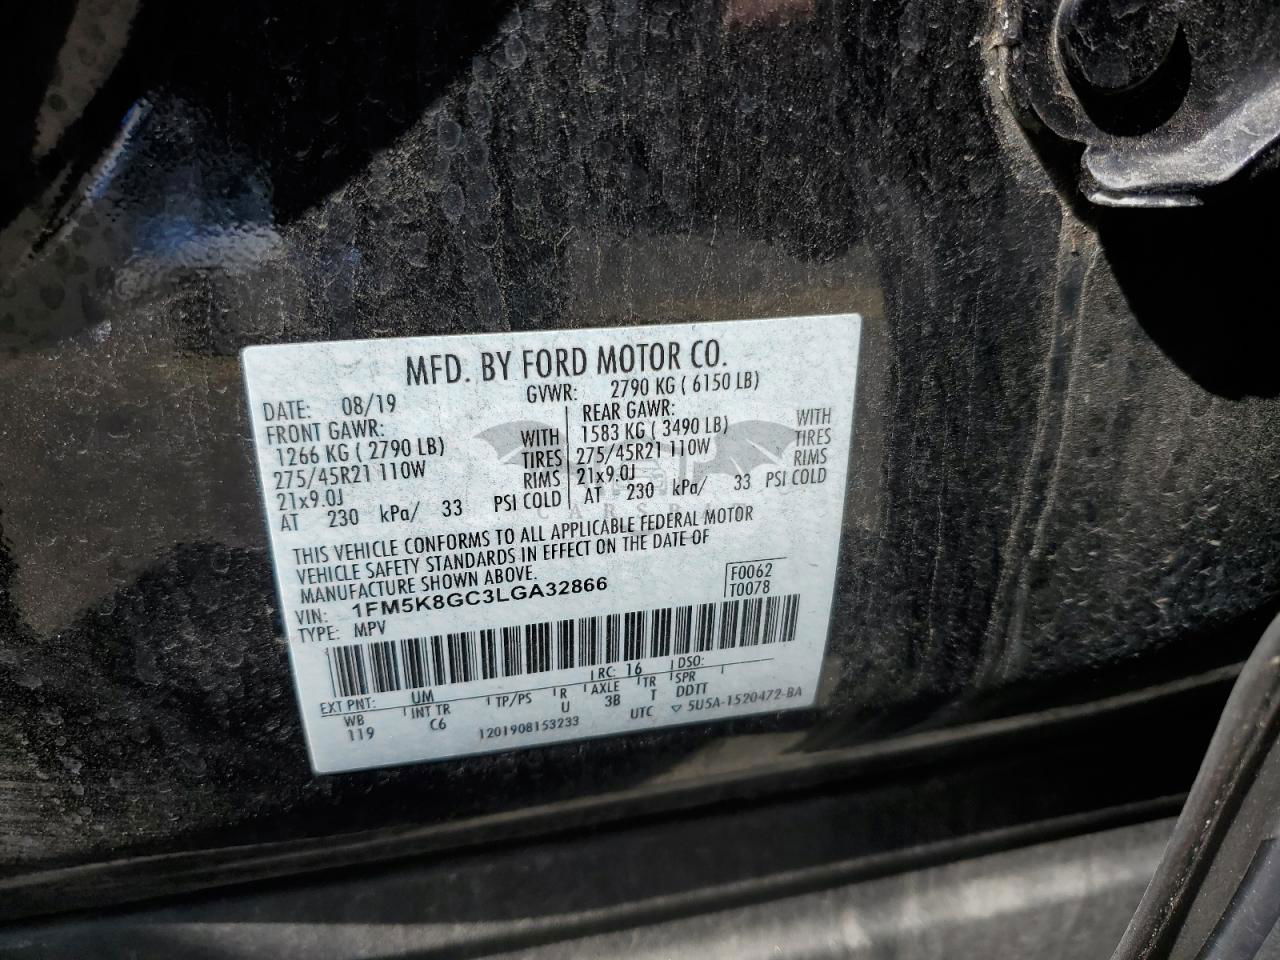 MFD. BY FORD MOTOR CO.
DATE: 08/19 GVWR: 2790 KG ( 6150 LB)
FRONT GAWR: REAR GAWR:
1266 KG ( 2790 LB) WITH 1583 KG ( 3490 LB) WITH
275/45R21 110W TIRES 275/45R21 110W TIRES
21x9.0J RIMS 21x9.0J RIMS
AT 230 kPa/ 33 PSI COLD AT 230 kPa/ 33 PSI COLD
THIS VEHICLE CONFORMS TO ALL APPLICABLE FEDERAL MOTOR
VEHICLE SAFETY STANDARDS IN EFFECT ON THE DATE OF
MANUFACTURE SHOWN ABOVE.
VIN: 1FM5K8GC3LGA32866 F0062
TYPE: MPV T0078
EXT PNT: UM RC: 16 DSO:
WB INT TR TP/PS R AXLE TR SPR
119 C6 U 3B T DDTT
1201908153233 UTC ▽ 5U5A-1520472-BA